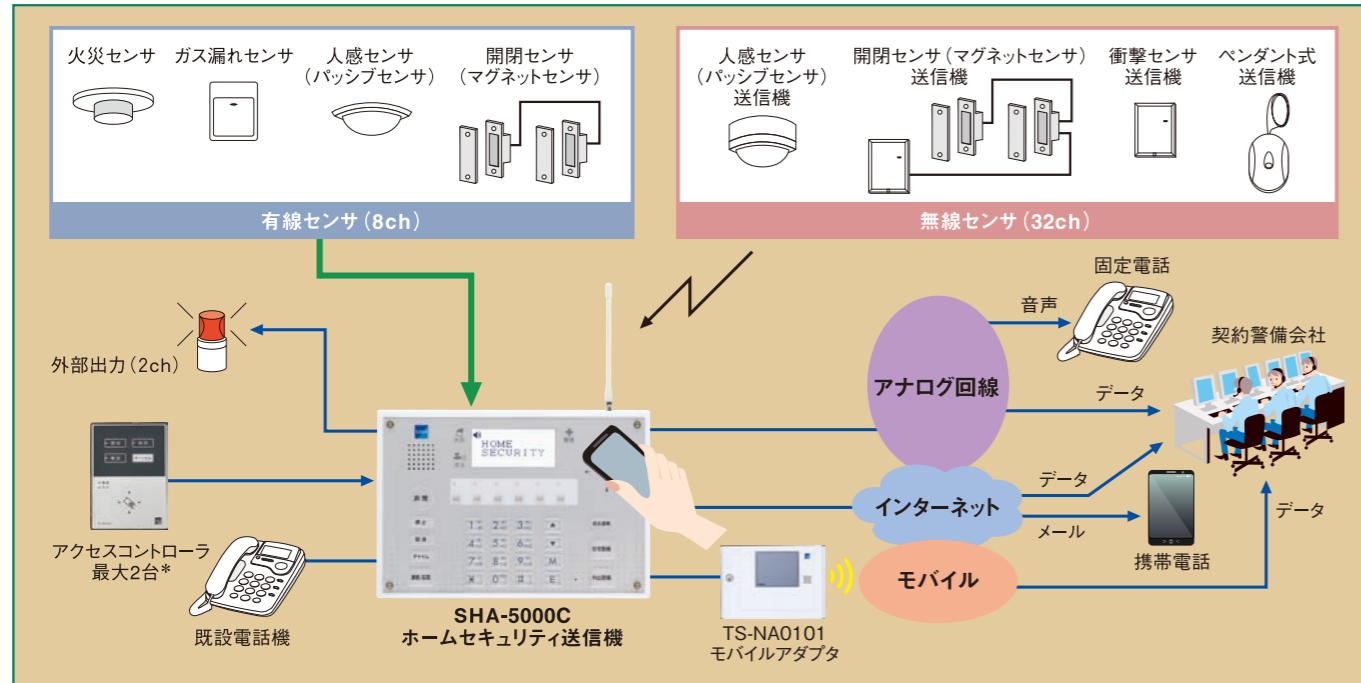 火災センサ
ガス漏れセンサ
人感センサ
(パッシブセンサ)
開閉センサ
(マグネットセンサ)
有線センサ(8ch)
人感センサ
(パッシブセンサ)
送信機
開閉センサ(マグネットセンサ)
送信機
衝撃センサ
送信機
ペンダント式
送信機
無線センサ(32ch)
外部出力(2ch)
アクセスコントローラ
最大2台*
既設電話機
HOME
SECURITY
1
2
3
4
5
6
7
8
9
M
0
E
SHA-5000C
ホームセキュリティ送信機
TS-NA0101
モバイルアダプタ
アナログ回線
インターネット
モバイル
音声
固定電話
データ
契約警備会社
データ
メール
携帯電話
データ